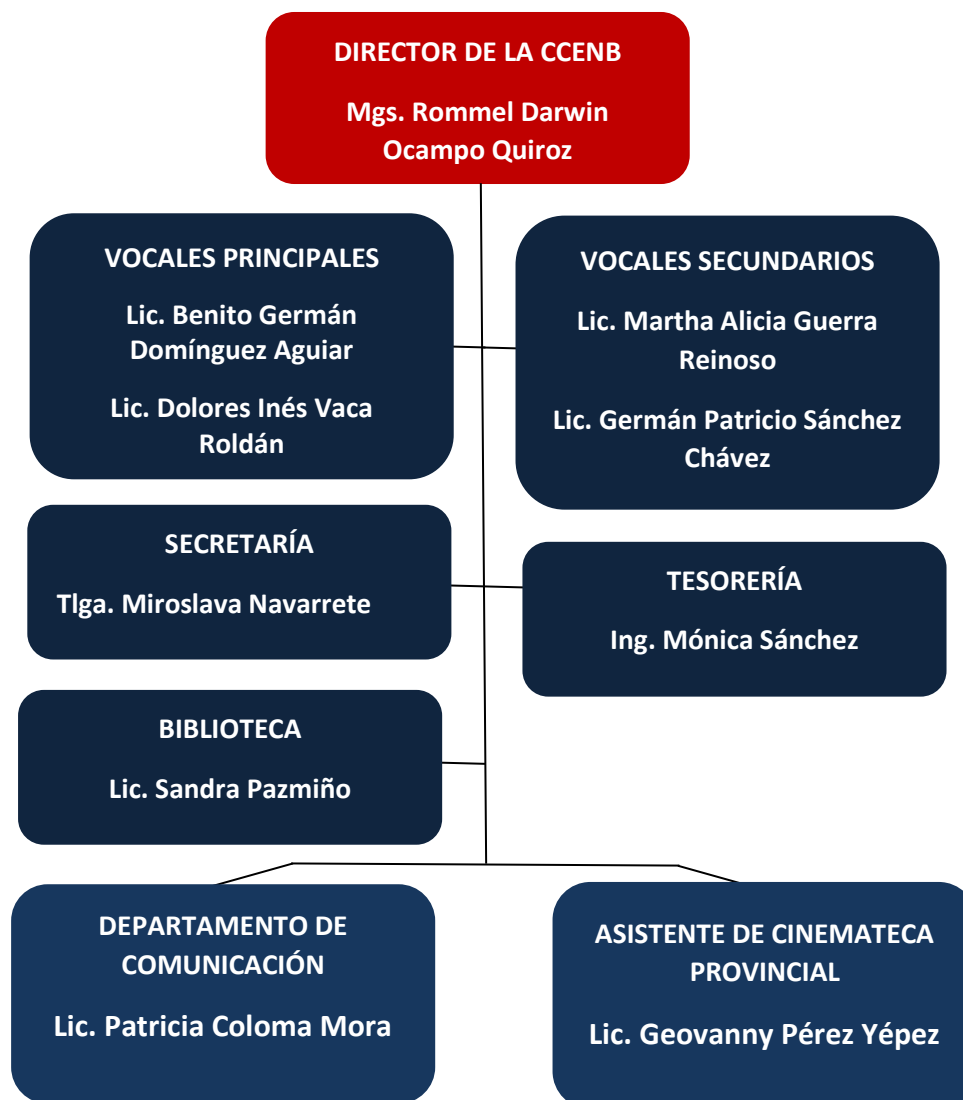 DIRECTOR DE LA CCENB
Mgs. Rommel Darwin
Ocampo Quiroz
VOCALES PRINCIPALES
Lic. Benito Germán
Domínguez Aguiar
Lic. Dolores Inés Vaca
Roldán
VOCALES SECUNDARIOS
Lic. Martha Alicia Guerra
Reinoso
Lic. Germán Patricio Sánchez
Chávez
SECRETARÍA
Tlga. Miroslava Navarrete
TESORERÍA
Ing. Mónica Sánchez
BIBLIOTECA
Lic. Sandra Pazmiño
DEPARTAMENTO DE
COMUNICACIÓN
Lic. Patricia Coloma Mora
ASISTENTE DE CINEMATECA
PROVINCIAL
Lic. Geovanny Pérez Yépez